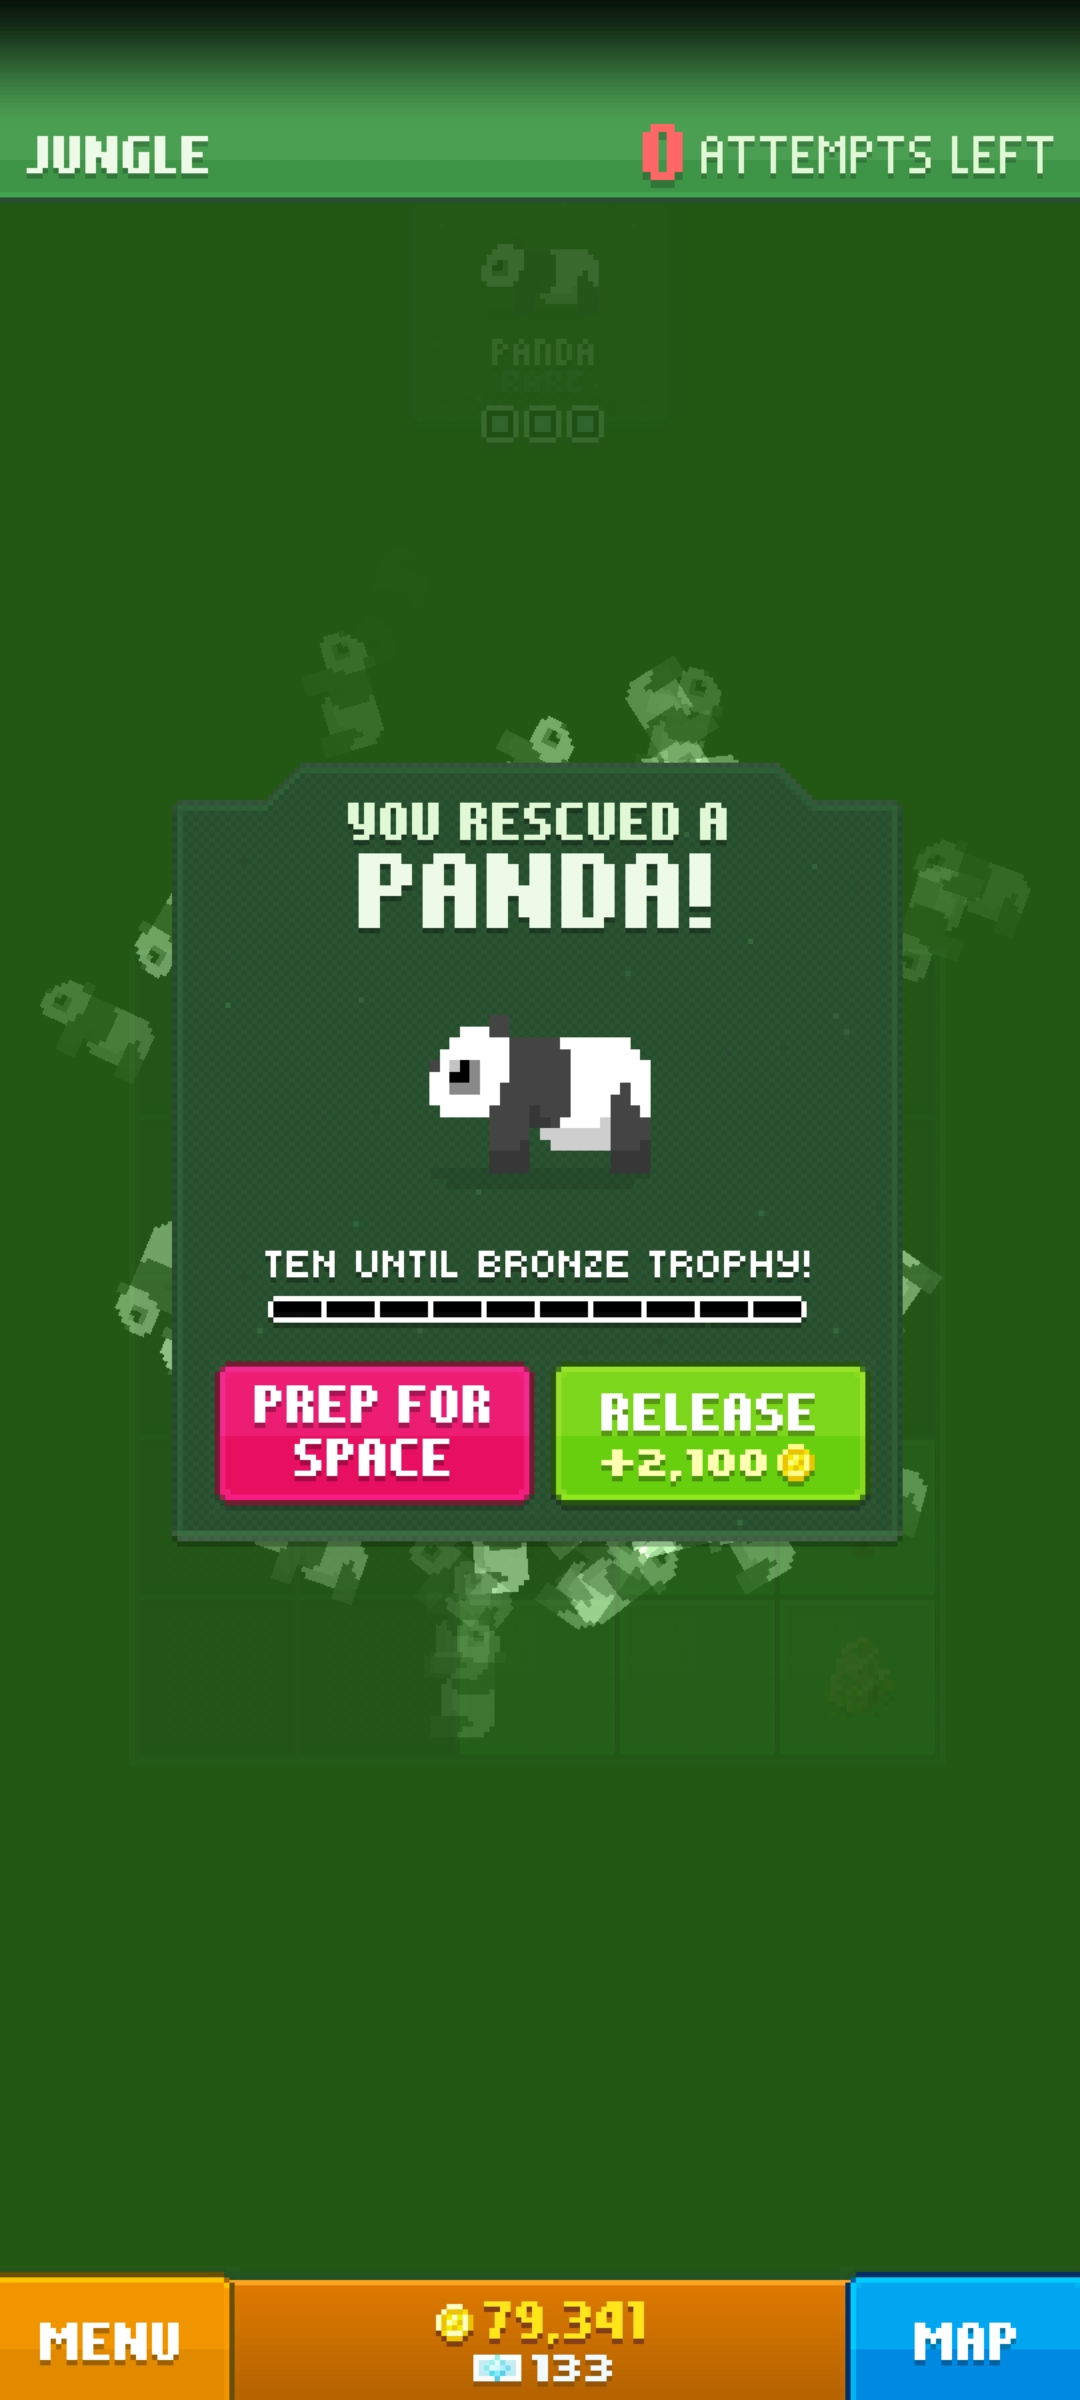 JUNGLE
0 ATTEMPTS LEFT
PANDA
RARE
YOU RESCUED A
PANDA!
TEN UNTIL BRONZE TROPHY!
PREP FOR
SPACE
RELEASE
+2,100
MENU
79,341
133
MAP